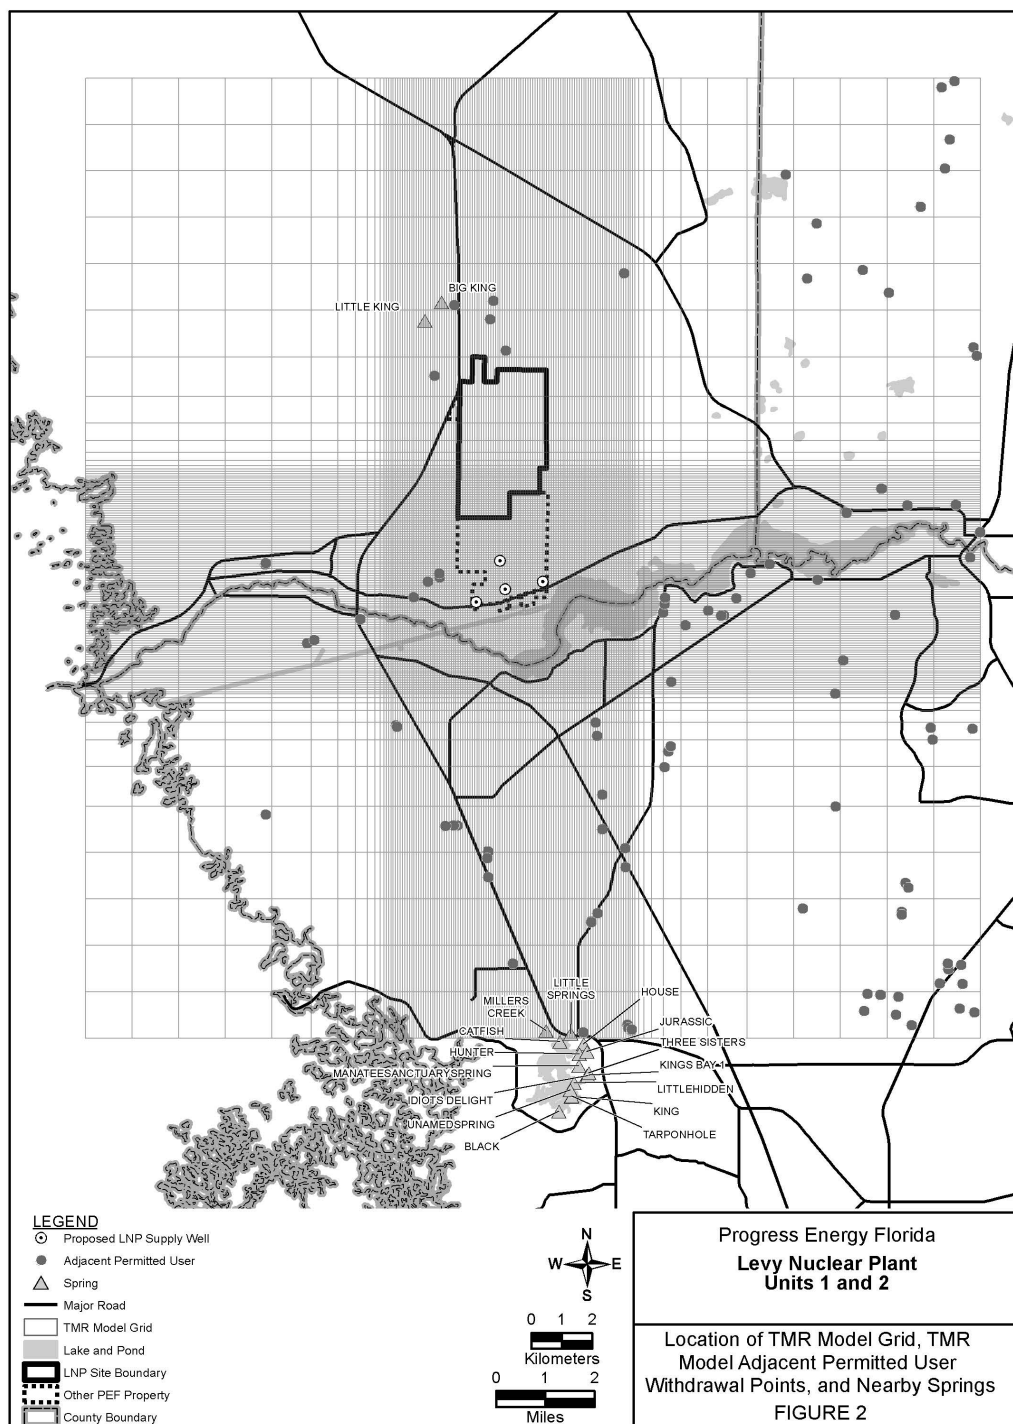 BIG KING
LITTLE KING
LITTLE
SPRINGS
HOUSE
MILLERS
CREEK
JURASSIC
CATFISH
THREE SISTERS
HUNTER
KINGS BAY 1
MANATEESANCTUARYSPRING
LITTLEHIDDEN
IDIOTS DELIGHT
KING
UNAMEDSPRING
TARPONHOLE
BLACK
LEGEND
Proposed LNP Supply Well
Adjacent Permitted User
Spring
Major Road
TMR Model Grid
Lake and Pond
LNP Site Boundary
Other PEF Property
County Boundary
N
W E
S
0 1 2
Kilometers
0 1 2
Miles
Progress Energy Florida
Levy Nuclear Plant
Units 1 and 2
Location of TMR Model Grid, TMR
Model Adjacent Permitted User
Withdrawal Points, and Nearby Springs
FIGURE 2